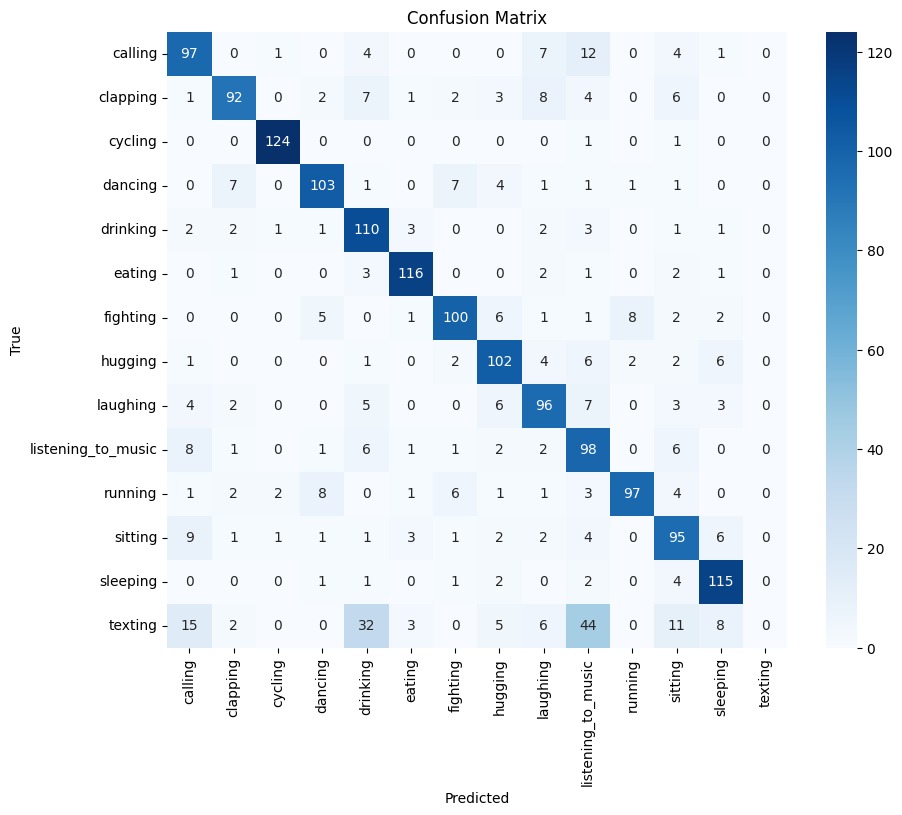 Confusion Matrix
calling 97 0 1 0 4 0 0 0 7 12 0 4 1 0
clapping 1 92 0 2 7 1 2 3 8 4 0 6 0 0
cycling 0 0 124 0 0 0 0 0 0 1 0 1 0 0
dancing 0 7 0 103 1 0 7 4 1 1 1 1 0 0
drinking 2 2 1 1 110 3 0 0 2 3 0 1 1 0
eating 0 1 0 0 3 116 0 0 2 1 0 2 1 0
fighting 0 0 0 5 0 1 100 6 1 1 8 2 2 0
hugging 1 0 0 0 1 0 2 102 4 6 2 2 6 0
laughing 4 2 0 0 5 0 0 6 96 7 0 3 3 0
listening_to_music 8 1 0 1 6 1 1 2 2 98 0 6 0 0
running 1 2 2 8 0 1 6 1 1 3 97 4 0 0
sitting 9 1 1 1 1 3 1 2 2 4 0 95 6 0
sleeping 0 0 0 1 1 0 1 2 0 2 0 4 115 0
texting 15 2 0 0 32 3 0 5 6 44 0 11 8 0
calling clapping cycling dancing drinking eating fighting hugging laughing listening_to_music running sitting sleeping texting
Predicted
True
120
100
80
60
40
20
0